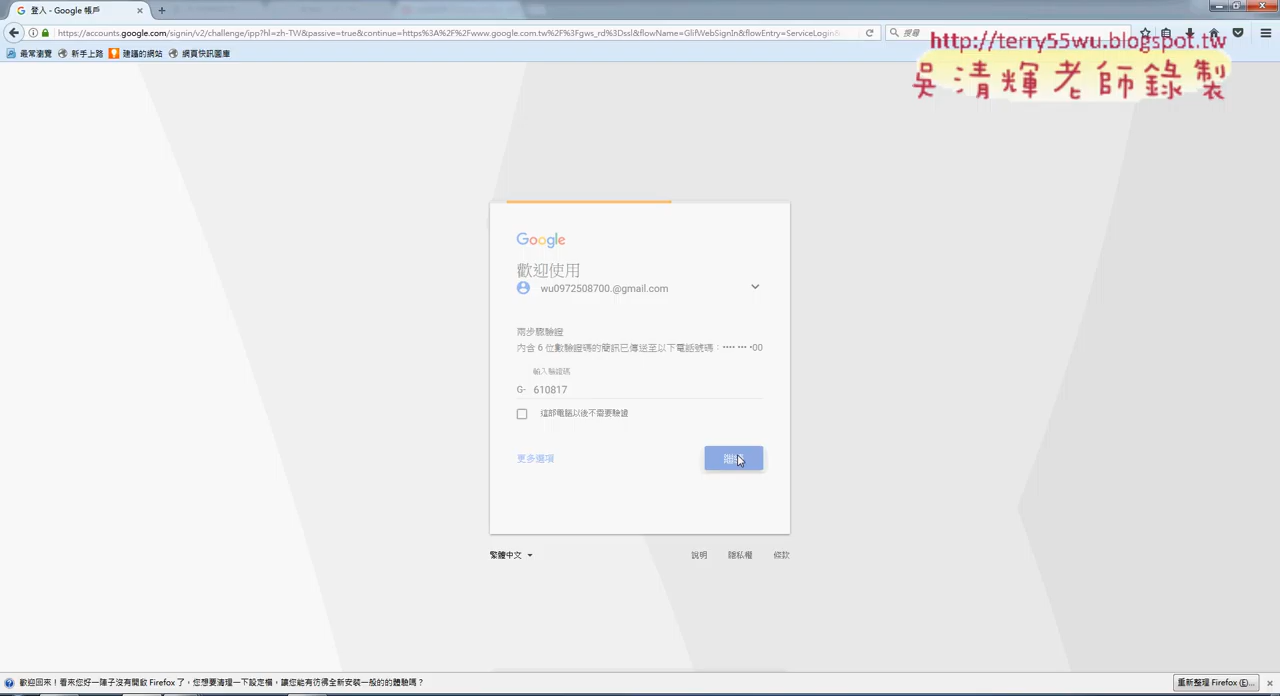 登入 - Google 帳戶
https://accounts.google.com/signin/v2/challenge/ipp?hl=zh-TW&passive=true&continue=https%3A%2F%2Fwww.google.com.tw%2F%3Fgws_rd%3Dssl&flowName=GlifWebSignIn&flowEntry=ServiceLogin
搜尋
最常瀏覽 新手上路 建議的網站 網頁快訊圖庫
http://terry55wu.blogspot.tw
吳清輝老師錄製
Google
歡迎使用
wu0972508700.@gmail.com
兩步驟驗證
內含 6 位數驗證碼的簡訊已傳送至以下電話號碼：•••• ••• •00
輸入驗證碼
G- 610817
這部電腦以後不需要驗證
更多選項
繁體中文 說明 隱私權 條款
歡迎回來！看來您好一陣子沒有開啟 Firefox 了，您想要清理一下設定檔，讓您能有彷彿全新安裝一般的的體驗嗎？ 重新整理 Firefox (E)...